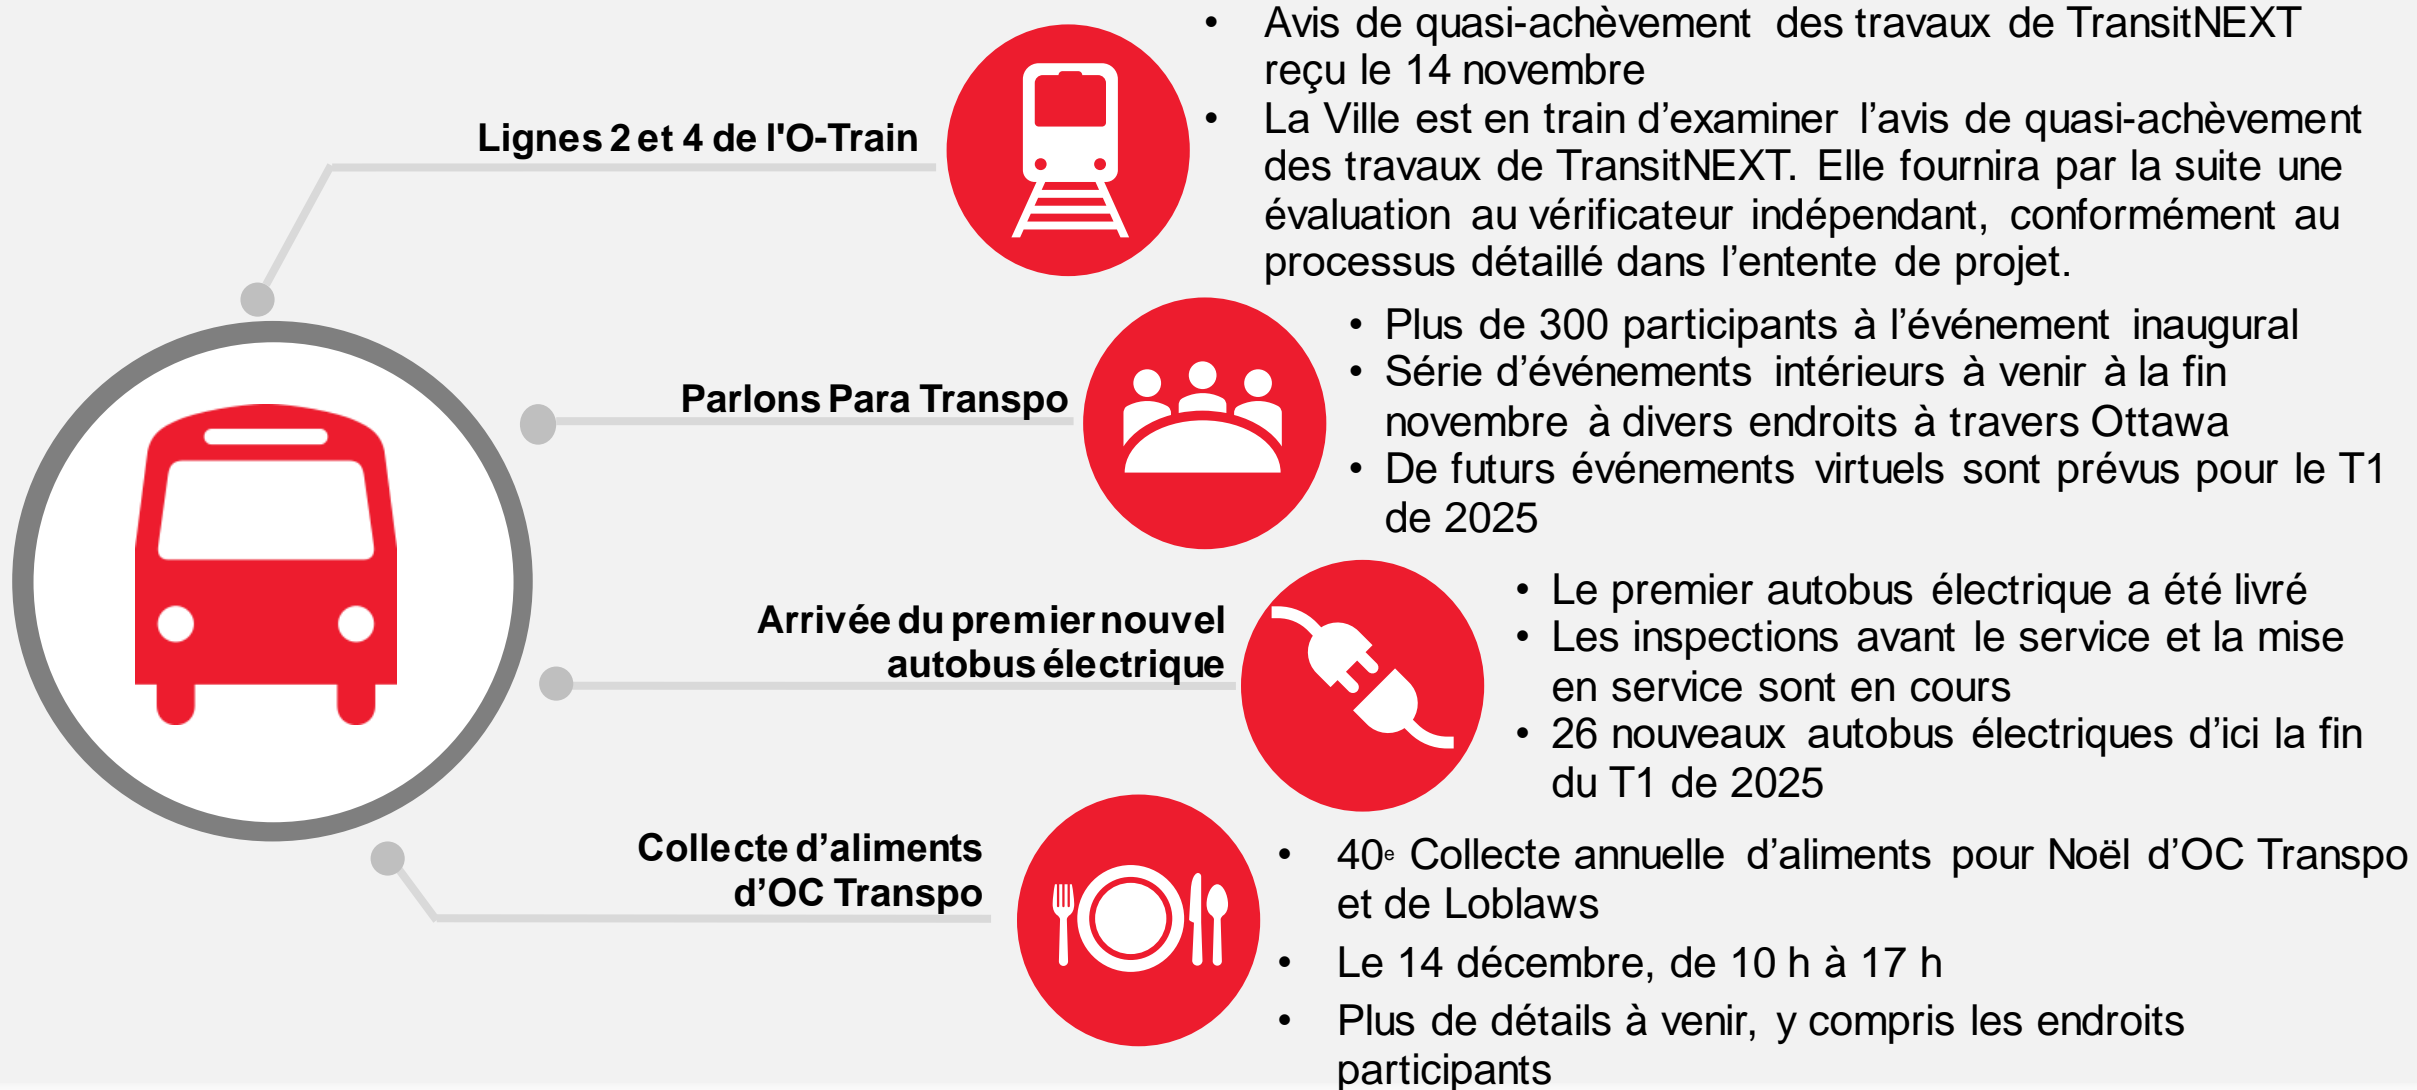 Lignes 2 et 4 de l'O-Train
• Avis de quasi-achèvement des travaux de TransitNEXT
reçu le 14 novembre
• La Ville est en train d’examiner l’avis de quasi-achèvement
des travaux de TransitNEXT. Elle fournira par la suite une
évaluation au vérificateur indépendant, conformément au
processus détaillé dans l’entente de projet.
Parlons Para Transpo
• Plus de 300 participants à l’événement inaugural
• Série d’événements intérieurs à venir à la fin
novembre à divers endroits à travers Ottawa
• De futurs événements virtuels sont prévus pour le T1
de 2025
Arrivée du premier nouvel
autobus électrique
• Le premier autobus électrique a été livré
• Les inspections avant le service et la mise
en service sont en cours
• 26 nouveaux autobus électriques d’ici la fin
du T1 de 2025
Collecte d’aliments
d’OC Transpo
• 40e Collecte annuelle d’aliments pour Noël d’OC Transpo
et de Loblaws
• Le 14 décembre, de 10 h à 17 h
• Plus de détails à venir, y compris les endroits
participants